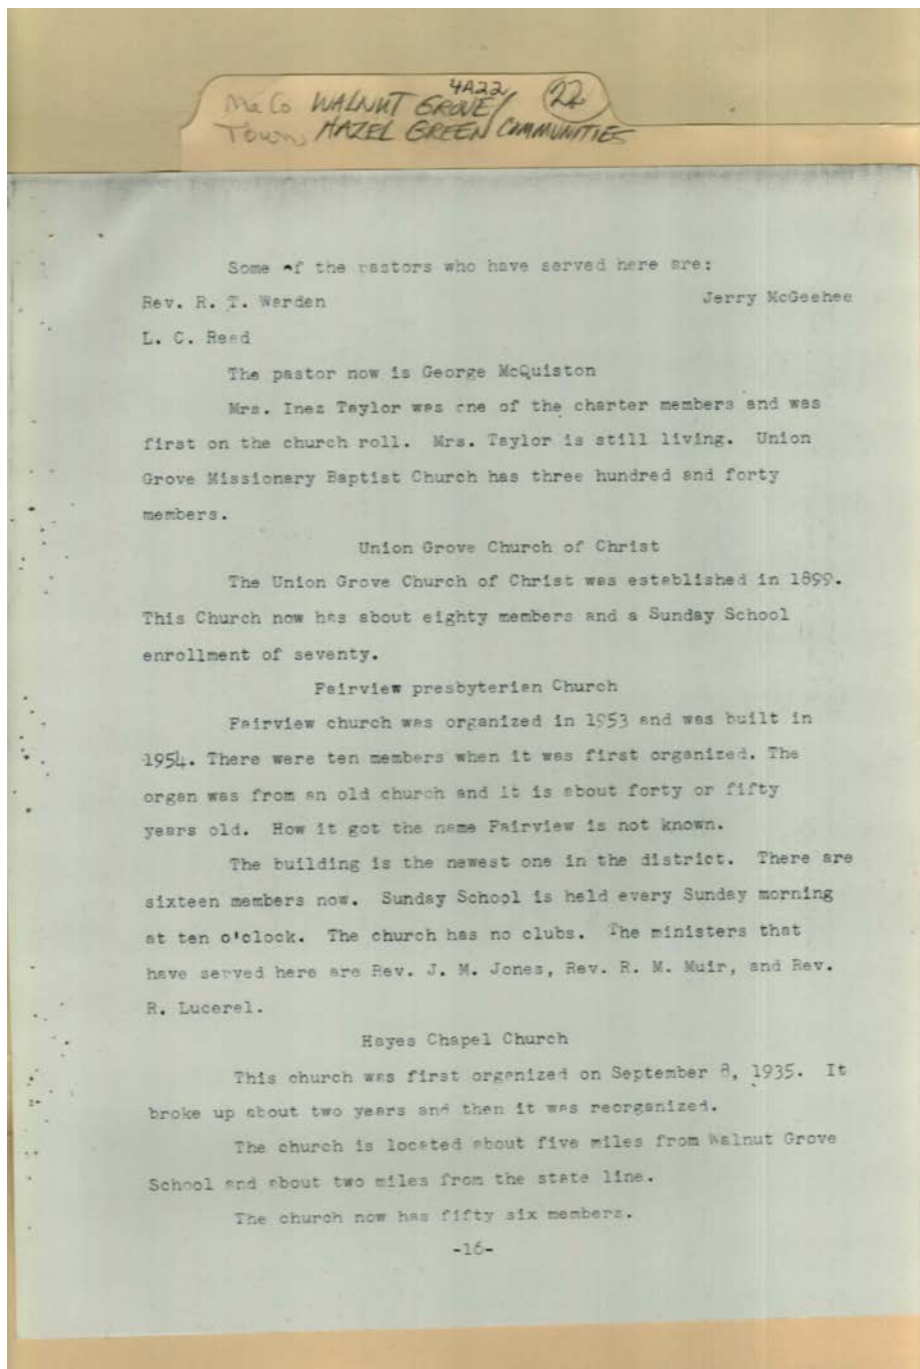 4A22
Ma Co WALNUT GROVE/ 22
Town HAZEL GREEN COMMUNITIES
Some of the pastors who have served here are:
Rev. R. T. Warden Jerry McGeehee
L. C. Reed
The pastor now is George McQuiston
Mrs. Inez Taylor was one of the charter members and was
first on the church roll. Mrs. Taylor is still living. Union
Grove Missionary Baptist Church has three hundred and forty
members.
Union Grove Church of Christ
The Union Grove Church of Christ was established in 1899.
This Church now has about eighty members and a Sunday School
enrollment of seventy.
Fairview presbyterian Church
Fairview church was organized in 1953 and was built in
1954. There were ten members when it was first organized. The
organ was from an old church and it is about forty or fifty
years old. How it got the name Fairview is not known.
The building is the newest one in the district. There are
sixteen members now. Sunday School is held every Sunday morning
at ten o'clock. The church has no clubs. The ministers that
have served here are Rev. J. M. Jones, Rev. R. M. Muir, and Rev.
R. Lucerel.
Hayes Chapel Church
This church was first organized on September 8, 1935. It
broke up about two years and then it was reorganized.
The church is located about five miles from Walnut Grove
School and about two miles from the state line.
The church now has fifty six members.
-16-